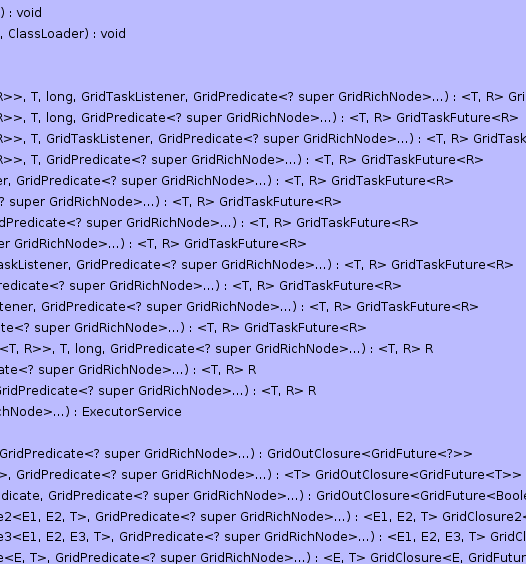 ) : void
, ClassLoader) : void
R>>, T, long, GridTaskListener, GridPredicate<? super GridRichNode>...) : <T, R> Gri
R>>, T, long, GridPredicate<? super GridRichNode>...) : <T, R> GridTaskFuture<R>
R>>, T, GridTaskListener, GridPredicate<? super GridRichNode>...) : <T, R> GridTask
R>>, T, GridPredicate<? super GridRichNode>...) : <T, R> GridTaskFuture<R>
er, GridPredicate<? super GridRichNode>...) : <T, R> GridTaskFuture<R>
? super GridRichNode>...) : <T, R> GridTaskFuture<R>
dPredicate<? super GridRichNode>...) : <T, R> GridTaskFuture<R>
er GridRichNode>...) : <T, R> GridTaskFuture<R>
askListener, GridPredicate<? super GridRichNode>...) : <T, R> GridTaskFuture<R>
redicate<? super GridRichNode>...) : <T, R> GridTaskFuture<R>
stener, GridPredicate<? super GridRichNode>...) : <T, R> GridTaskFuture<R>
te<? super GridRichNode>...) : <T, R> GridTaskFuture<R>
<T, R>>, T, long, GridPredicate<? super GridRichNode>...) : <T, R> R
ate<? super GridRichNode>...) : <T, R> R
GridPredicate<? super GridRichNode>...) : <T, R> R
chNode>...) : ExecutorService
GridPredicate<? super GridRichNode>...) : GridOutClosure<GridFuture<?>>
>, GridPredicate<? super GridRichNode>...) : <T> GridOutClosure<GridFuture<T>>
dicate, GridPredicate<? super GridRichNode>...) : GridOutClosure<GridFuture<Boole
e2<E1, E2, T>, GridPredicate<? super GridRichNode>...) : <E1, E2, T> GridClosure2<
e3<E1, E2, E3, T>, GridPredicate<? super GridRichNode>...) : <E1, E2, E3, T> GridCl
e<E, T>, GridPredicate<? super GridRichNode>...) : <E, T> GridClosure<E, GridFutur